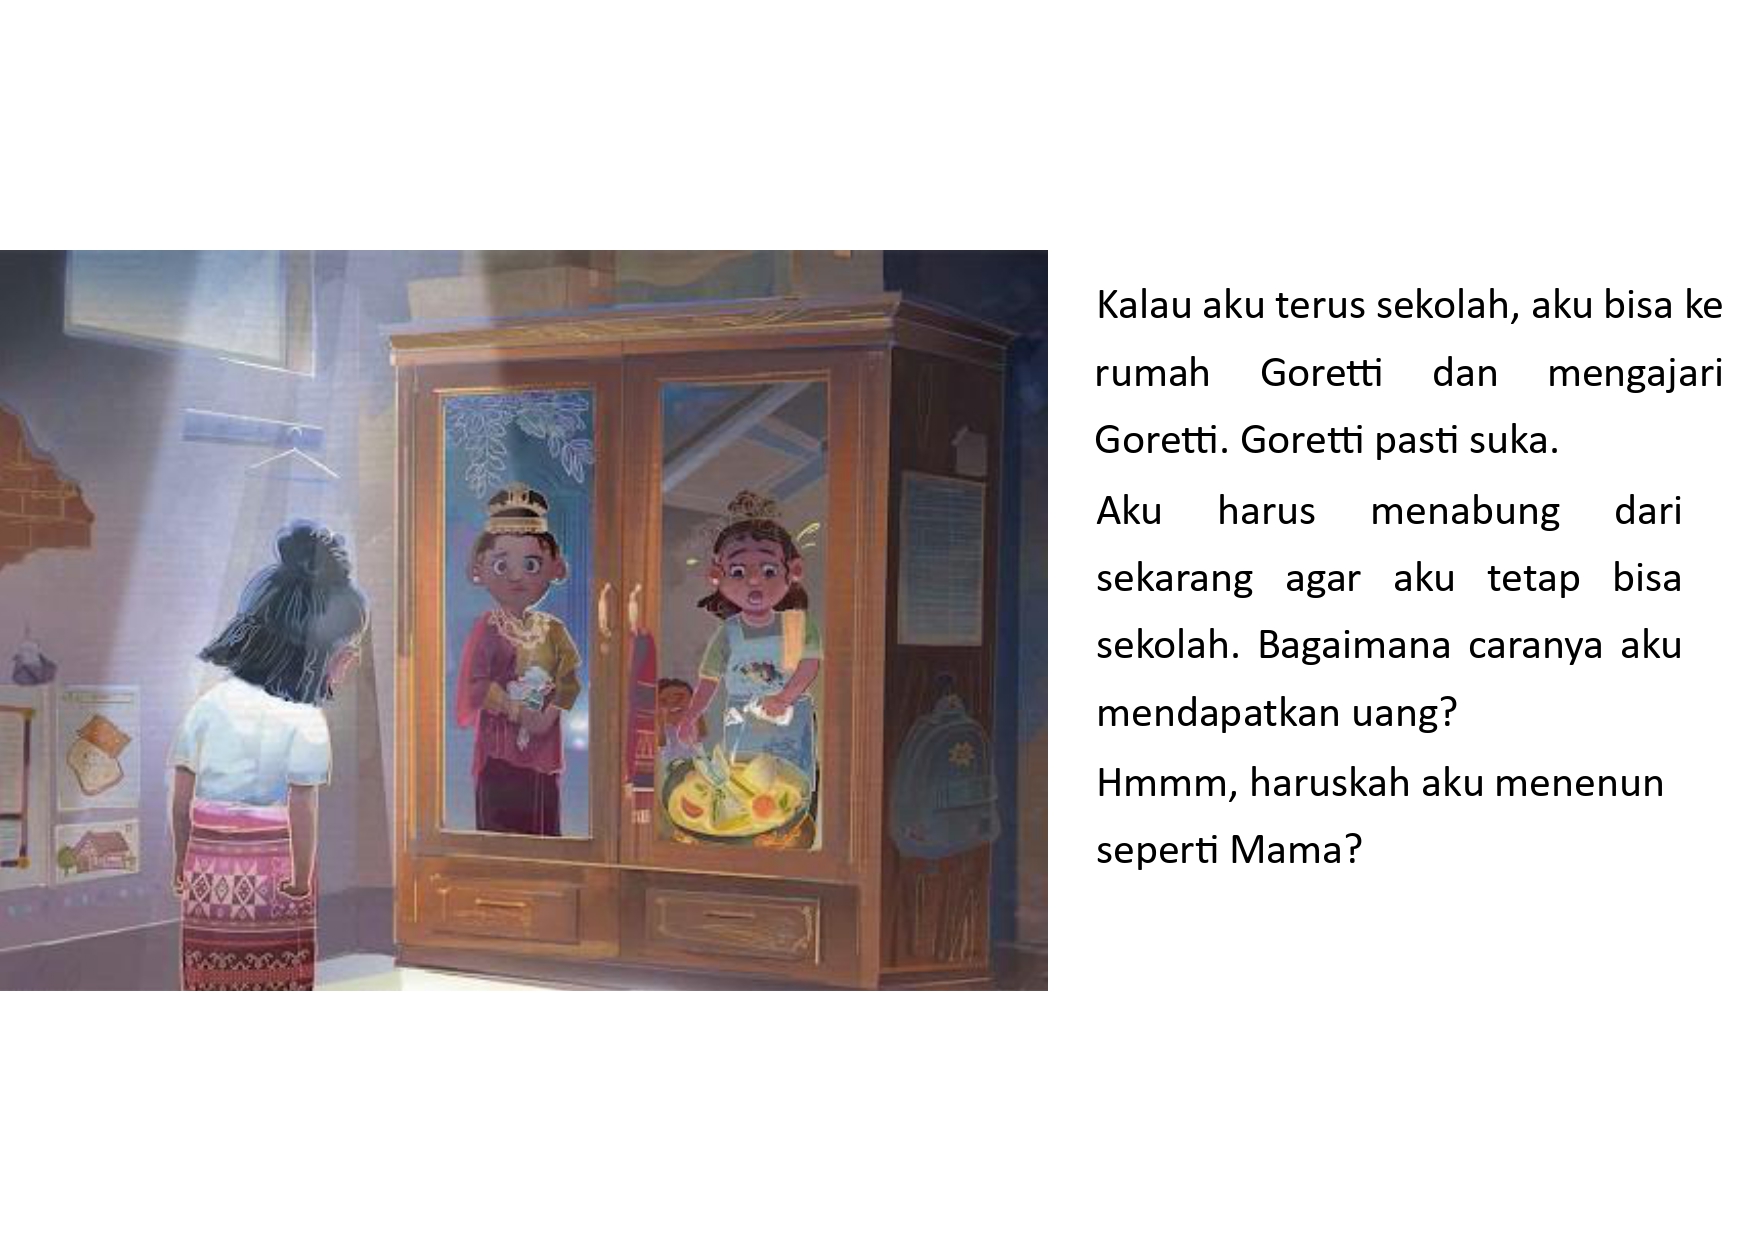 Kalau aku terus sekolah, aku bisa ke
rumah Goretti dan mengajari
Goretti. Goretti pasti suka.
Aku harus menabung dari
sekarang agar aku tetap bisa
sekolah. Bagaimana caranya aku
mendapatkan uang?
Hmmm, haruskah aku menenun
seperti Mama?